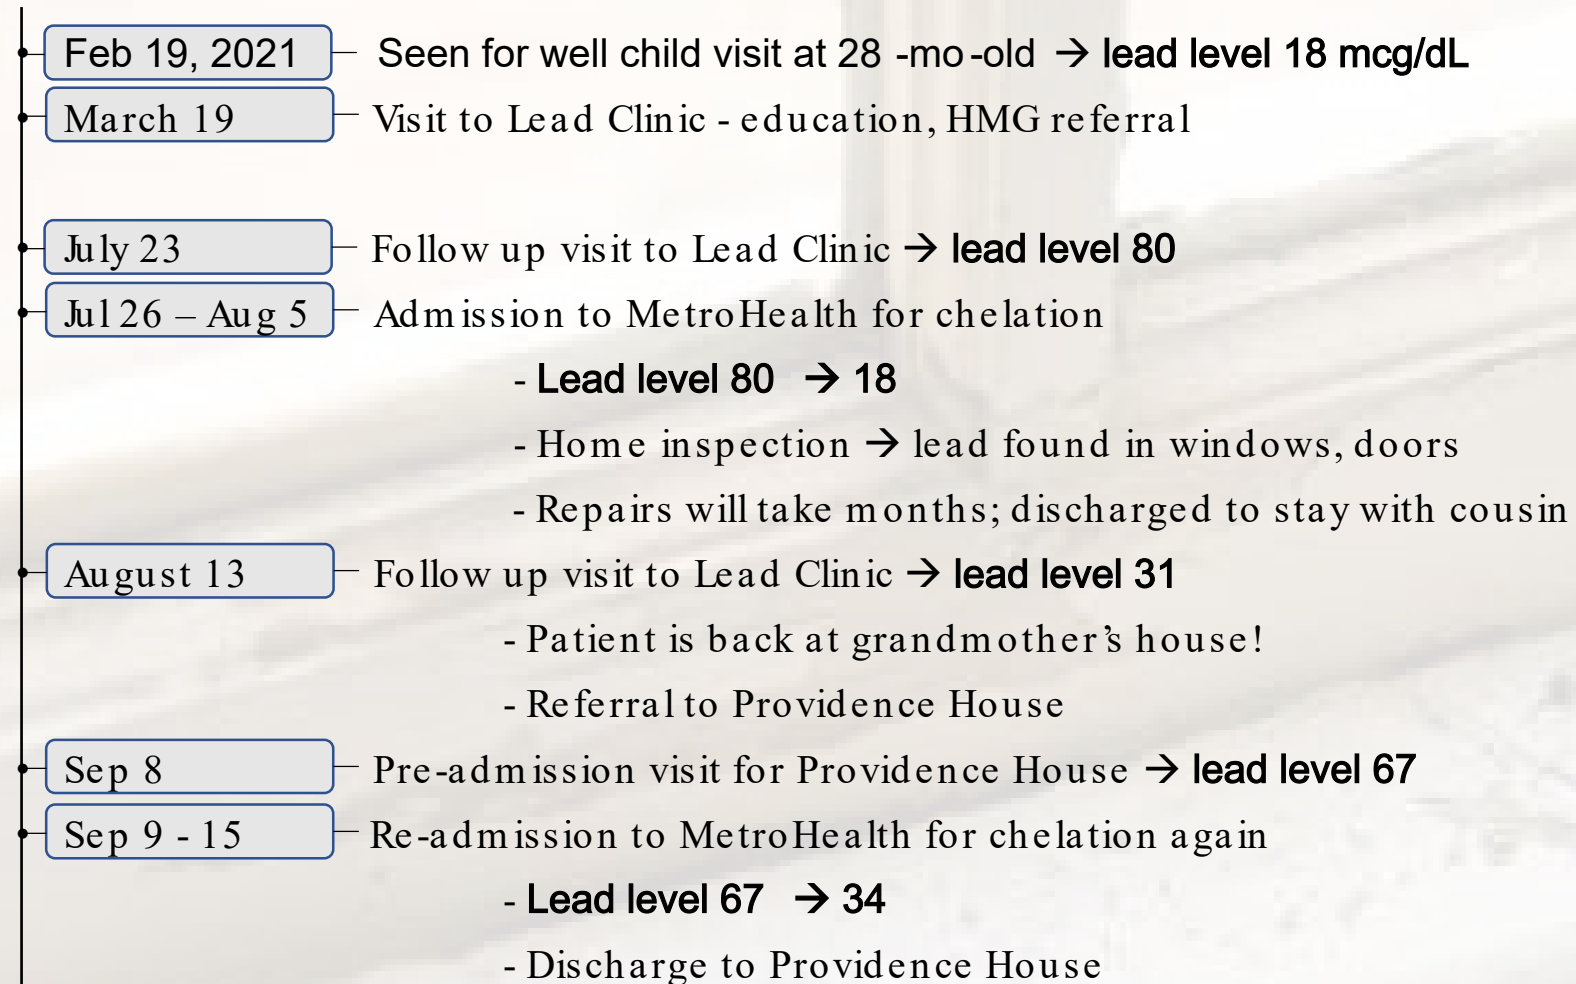 Feb 19, 2021 Seen for well child visit at 28 -mo-old → lead level 18 mcg/dL
March 19 Visit to Lead Clinic - education, HMG referral
July 23 Follow up visit to Lead Clinic → lead level 80
Jul 26 – Aug 5 Admission to MetroHealth for chelation
- Lead level 80 → 18
- Home inspection → lead found in windows, doors
- Repairs will take months; discharged to stay with cousin
August 13 Follow up visit to Lead Clinic → lead level 31
- Patient is back at grandmother’s house!
- Referral to Providence House
Sep 8 Pre-admission visit for Providence House → lead level 67
Sep 9 - 15 Re-admission to MetroHealth for chelation again
- Lead level 67 → 34
- Discharge to Providence House